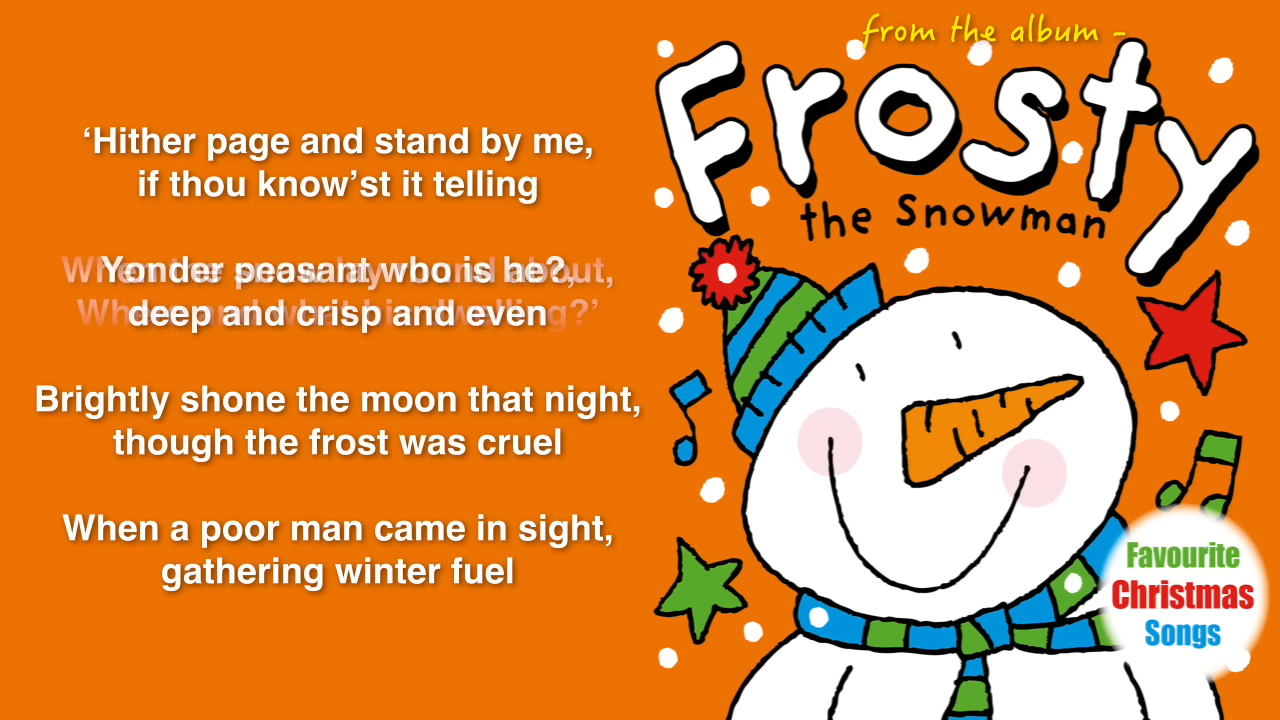 ‘Hither page and stand by me,
if thou know’st it telling
Yonder peasant who is he?,
deep and crisp and even
Brightly shone the moon that night,
though the frost was cruel
When a poor man came in sight,
gathering winter fuel
from the album -
Frosty
the Snowman
Favourite
Christmas
Songs